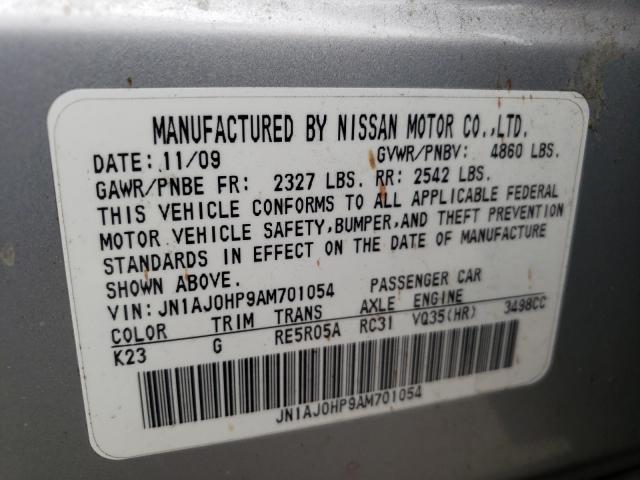 MANUFACTURED BY NISSAN MOTOR CO.,LTD.
DATE: 11/09 GVWR/PNBV: 4860 LBS.
GAWR/PNBE FR: 2327 LBS. RR: 2542 LBS.
THIS VEHICLE CONFORMS TO ALL APPLICABLE FEDERAL
MOTOR VEHICLE SAFETY,BUMPER,AND THEFT PREVENTION
STANDARDS IN EFFECT ON THE DATE OF MANUFACTURE
SHOWN ABOVE.
VIN: JN1AJ0HP9AM701054 PASSENGER CAR
COLOR TRIM TRANS AXLE ENGINE
K23 G RE5R05A RC31 VQ35(HR) 3498CC
JN1AJ0HP9AM701054